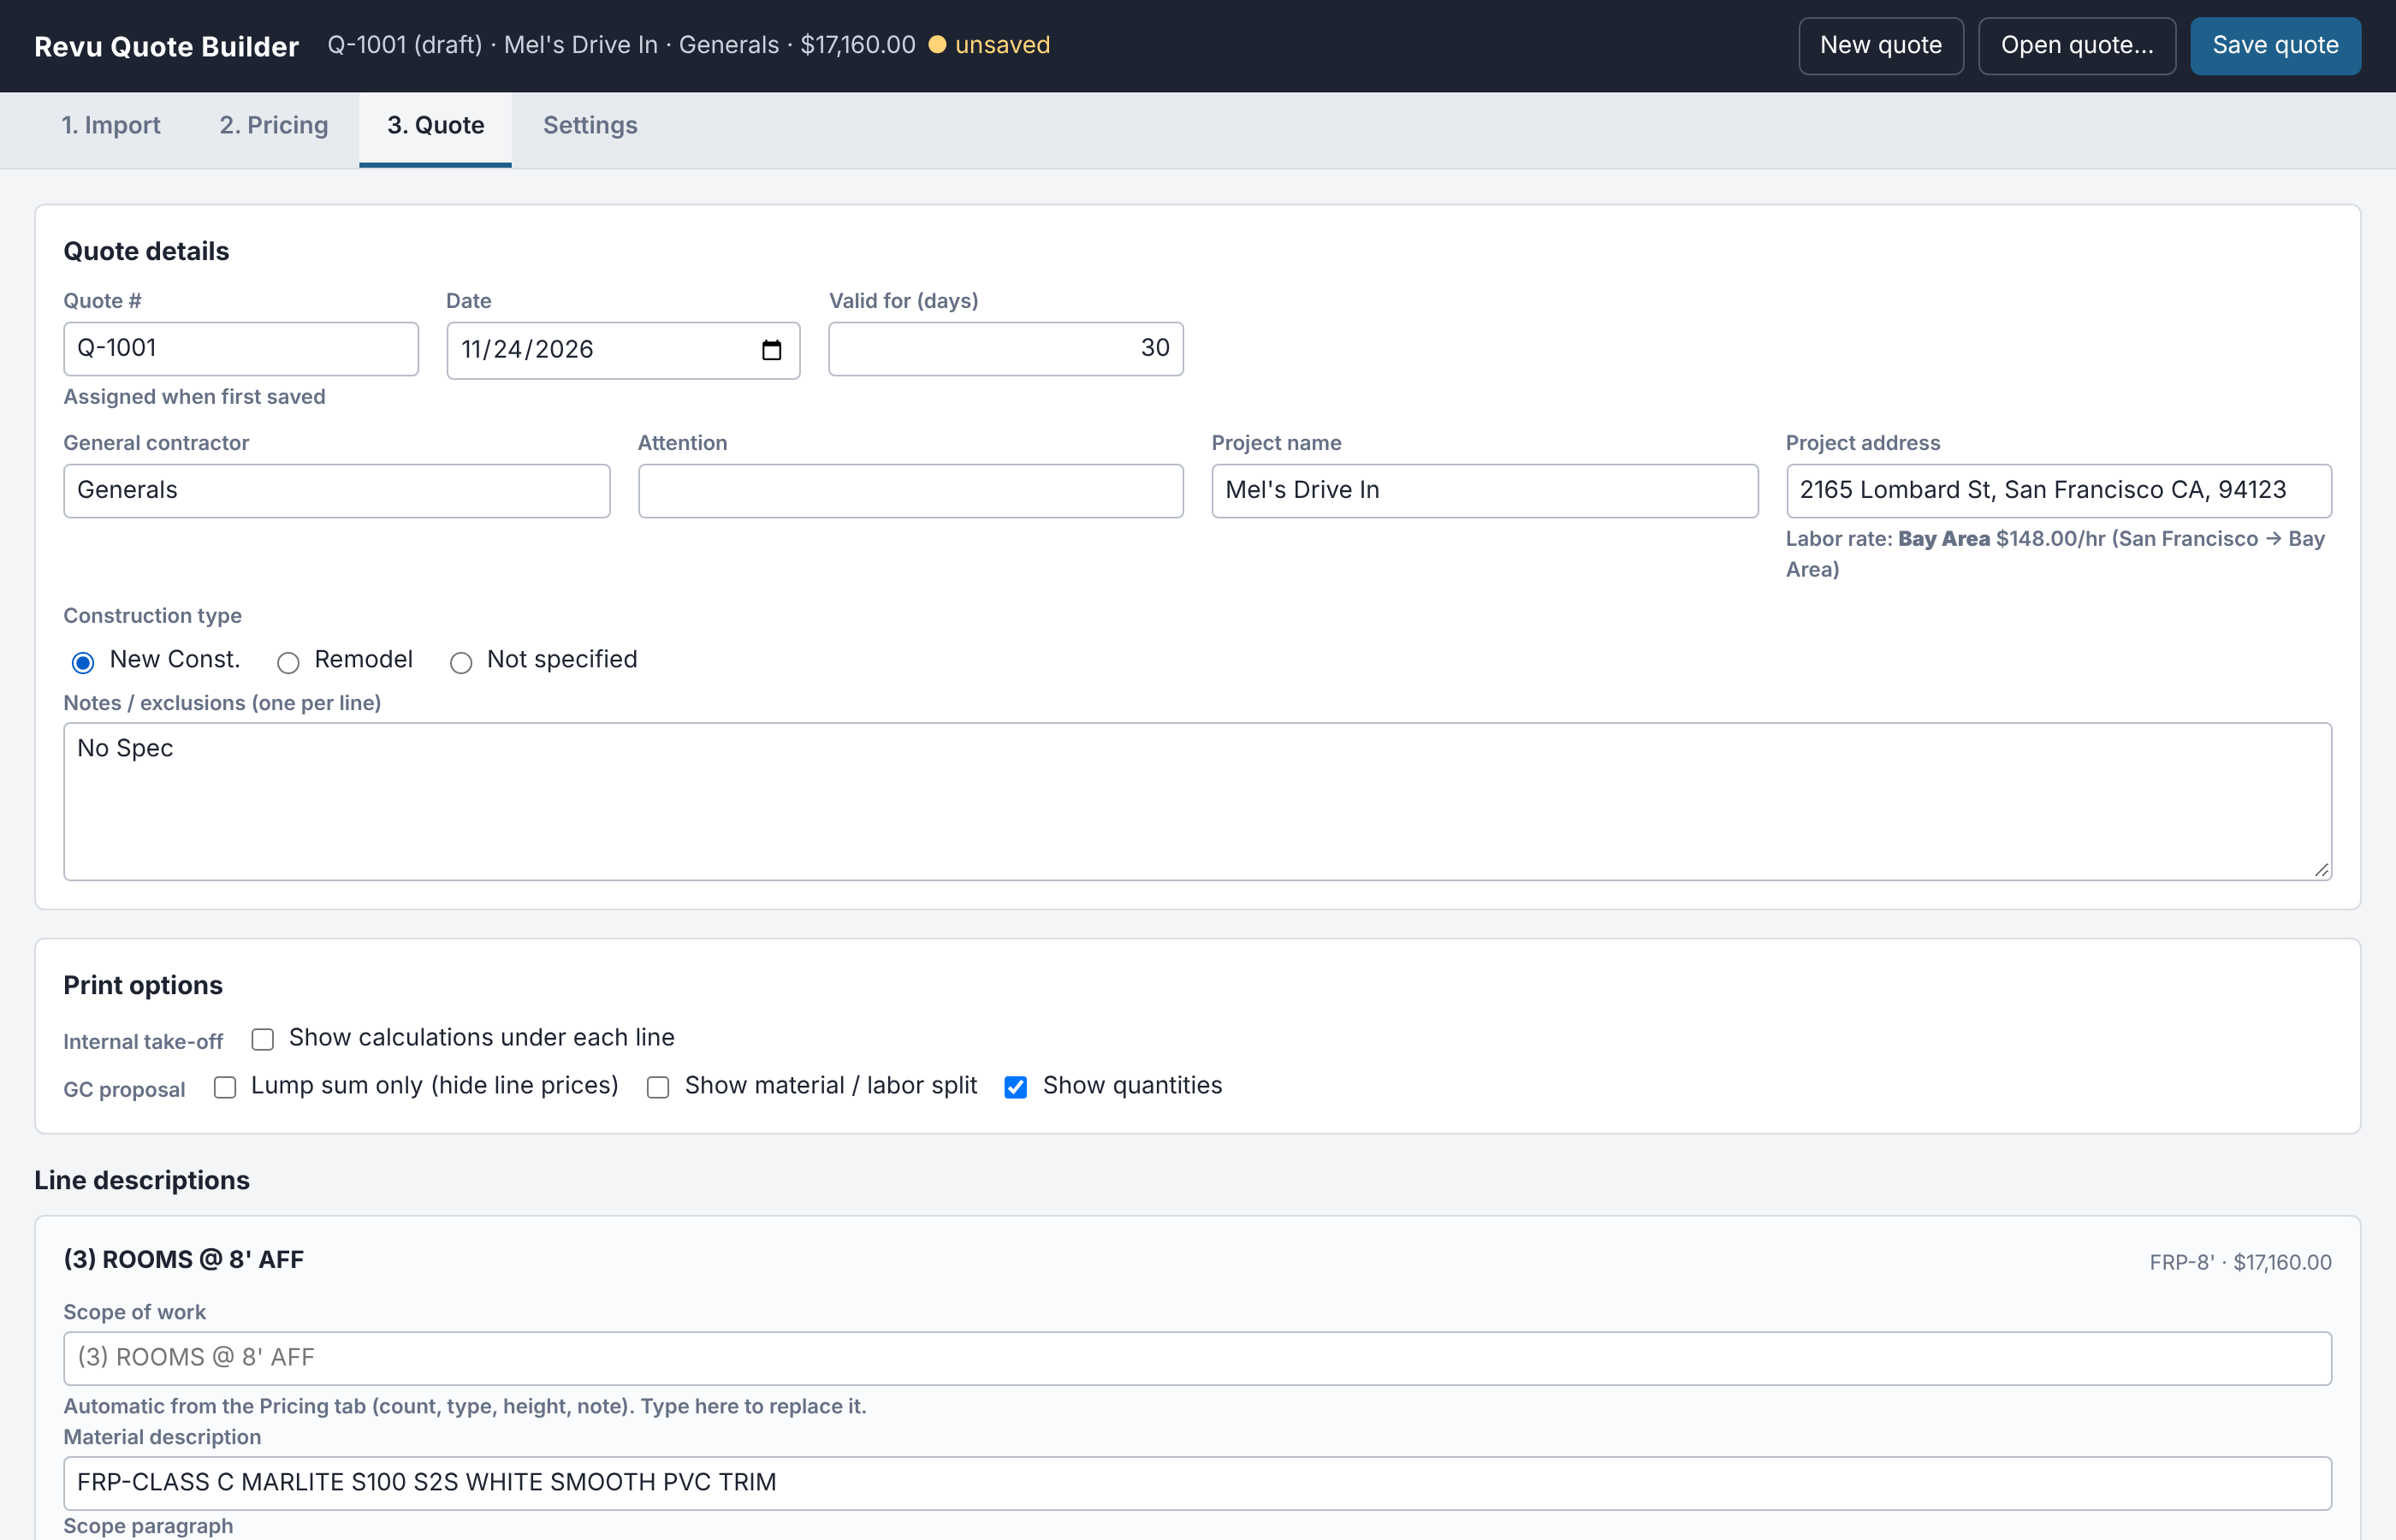 Revu Quote Builder Q-1001 (draft) · Mel's Drive In · Generals · $17,160.00 unsaved New quote Open quote... Save quote
1. Import 2. Pricing 3. Quote Settings
Quote details
Quote # Date Valid for (days)
Q-1001 11/24/2026 30
Assigned when first saved
General contractor Attention Project name Project address
Generals Mel's Drive In 2165 Lombard St, San Francisco CA, 94123
Labor rate: Bay Area $148.00/hr (San Francisco → Bay
Area)
Construction type
New Const. Remodel Not specified
Notes / exclusions (one per line)
No Spec
Print options
Internal take-off Show calculations under each line
GC proposal Lump sum only (hide line prices) Show material / labor split Show quantities
Line descriptions
(3) ROOMS @ 8' AFF FRP-8' · $17,160.00
Scope of work
(3) ROOMS @ 8' AFF
Automatic from the Pricing tab (count, type, height, note). Type here to replace it.
Material description
FRP-CLASS C MARLITE S100 S2S WHITE SMOOTH PVC TRIM
Scope paragraph